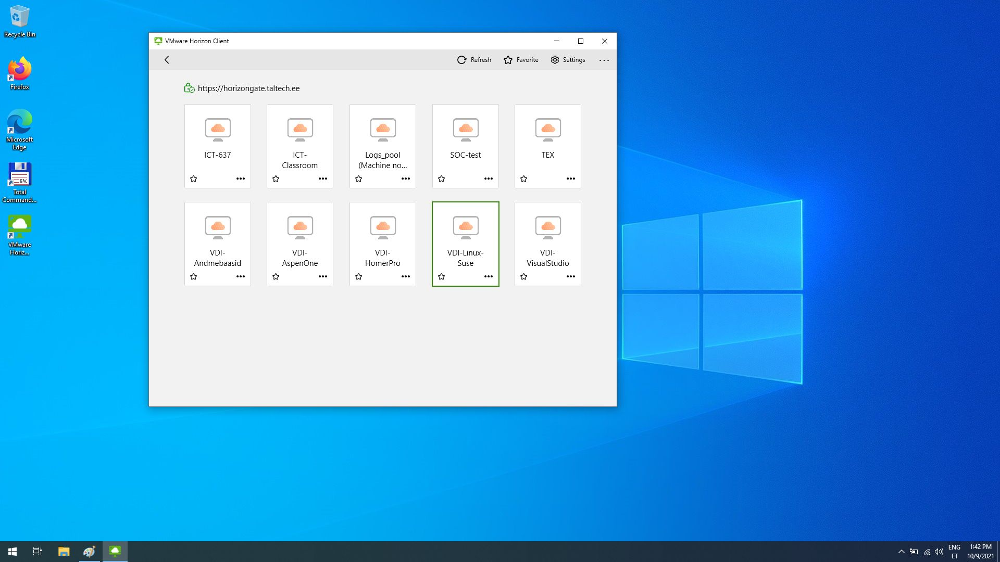 Recycle Bin
Firefox
Microsoft
Edge
64
Total
Command...
VMware
Horiz...
VMware Horizon Client
Refresh
Favorite
Settings
https://horizongate.taltech.ee
ICT-637
ICT-
Classroom
Logs_pool
(Machine no...
SOC-test
TEX
VDI-
Andmebaasid
VDI-
AspenOne
VDI-
HomerPro
VDI-Linux-
Suse
VDI-
VisualStudio
ENG
ET
1:42 PM
10/9/2021